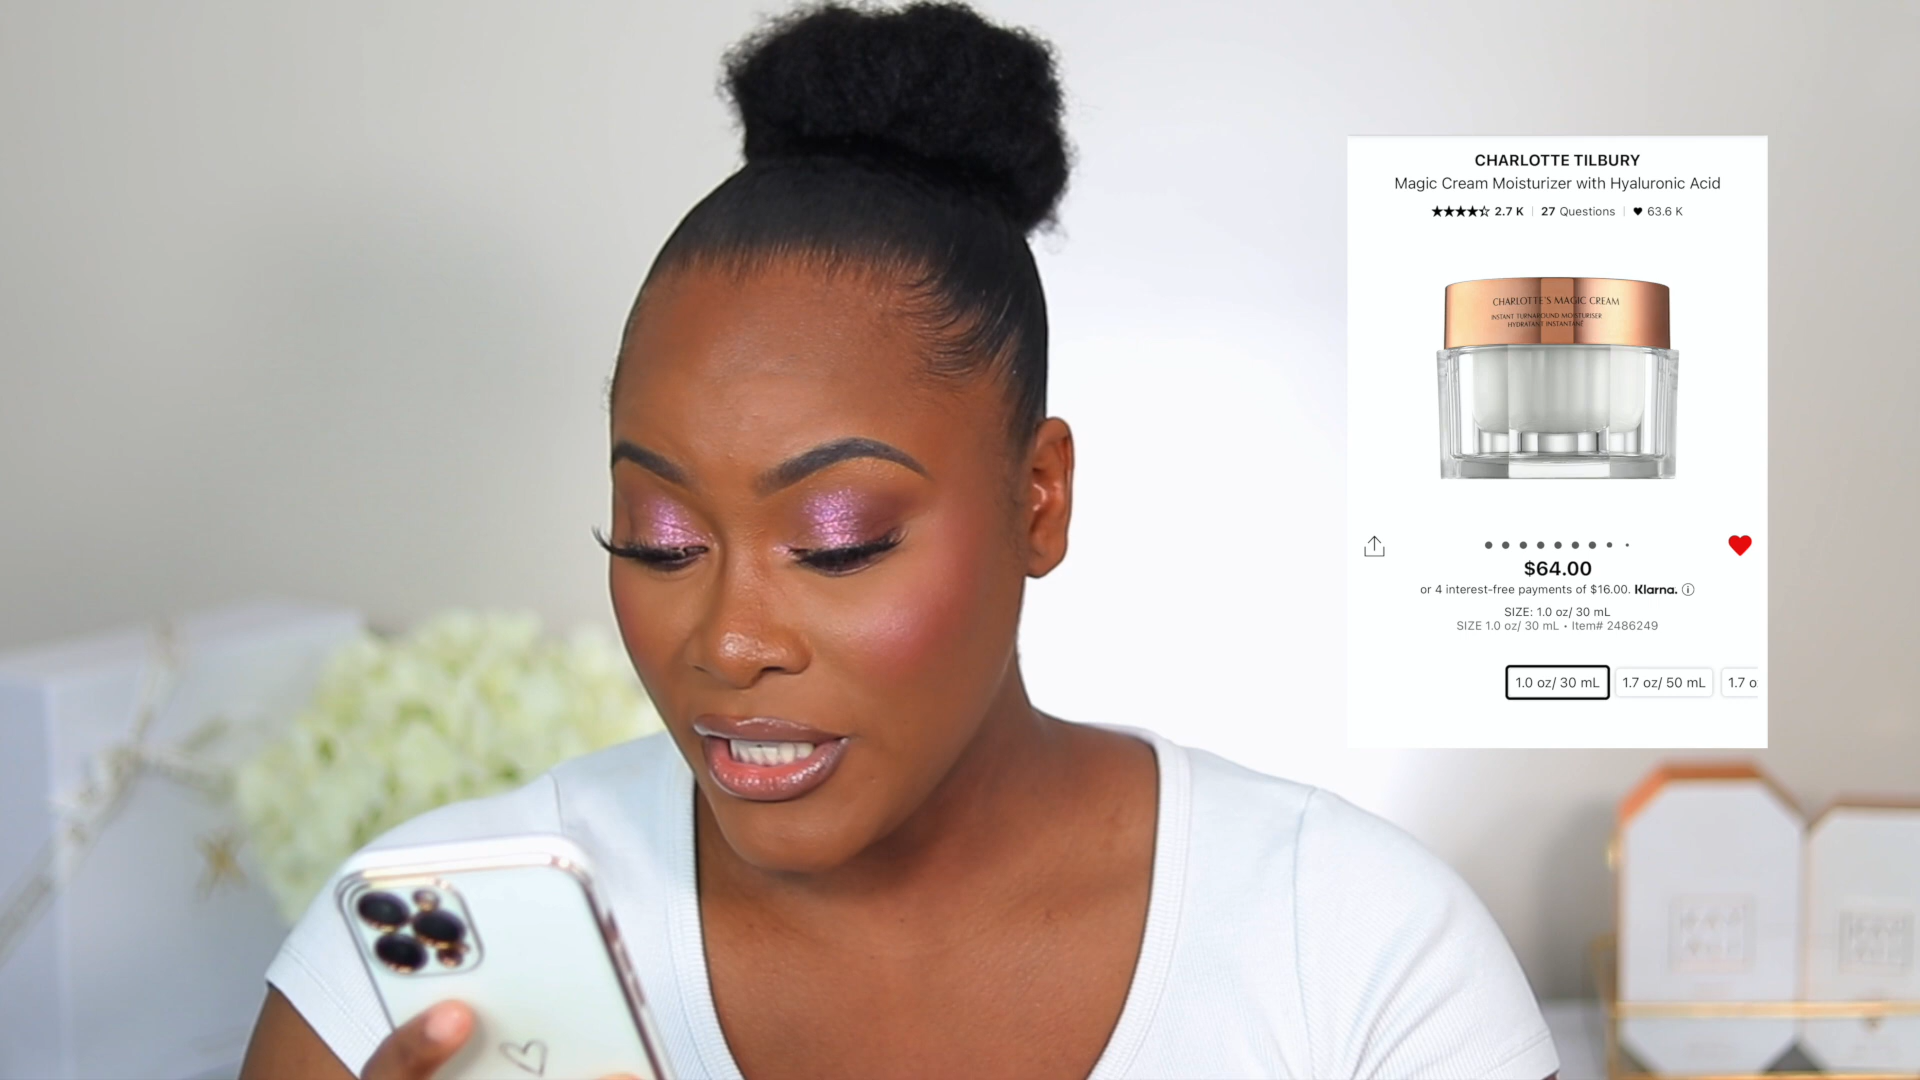 CHARLOTTE TILBURY
Magic Cream Moisturizer with Hyaluronic Acid
★★★★☆ 2.7 K | 27 Questions | ♥ 63.6 K
CHARLOTTE'S MAGIC CREAM
INSTANT TURNAROUND MOISTURISER
HYDRATANT INSTANTANÉ
$64.00
or 4 interest-free payments of $16.00. Klarna. ⓘ
SIZE: 1.0 oz/ 30 mL
SIZE 1.0 oz/ 30 mL • Item# 2486249
1.0 oz/ 30 mL 1.7 oz/ 50 mL 1.7 o